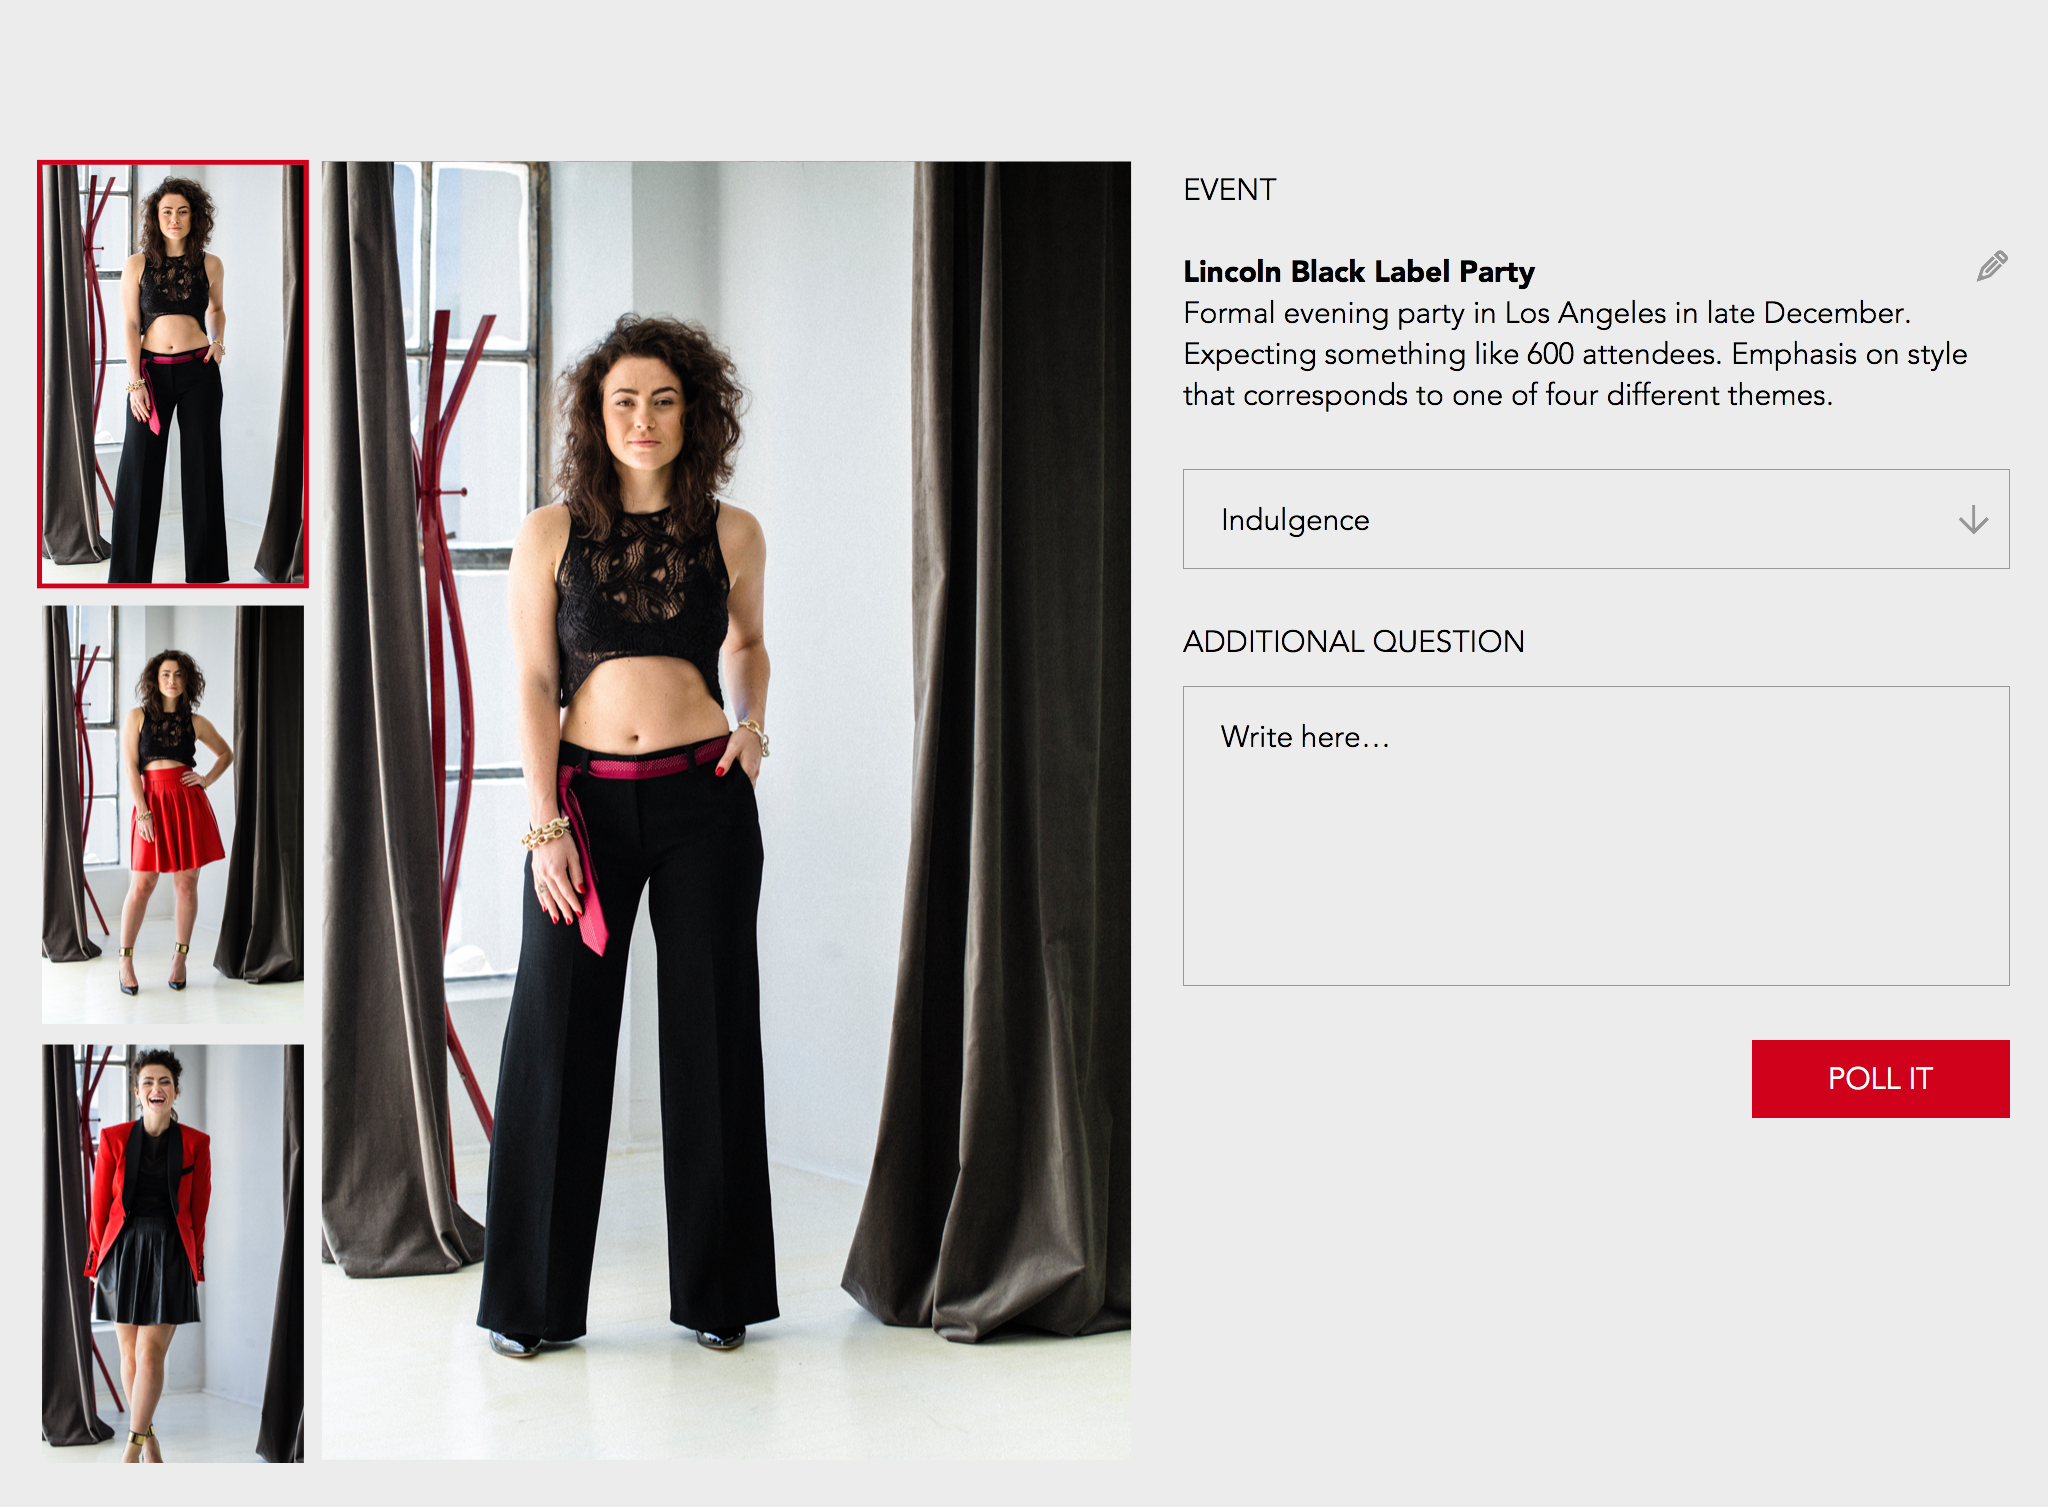 EVENT
Lincoln Black Label Party
Formal evening party in Los Angeles in late December.
Expecting something like 600 attendees. Emphasis on style
that corresponds to one of four different themes.
Indulgence
ADDITIONAL QUESTION
Write here...
POLL IT